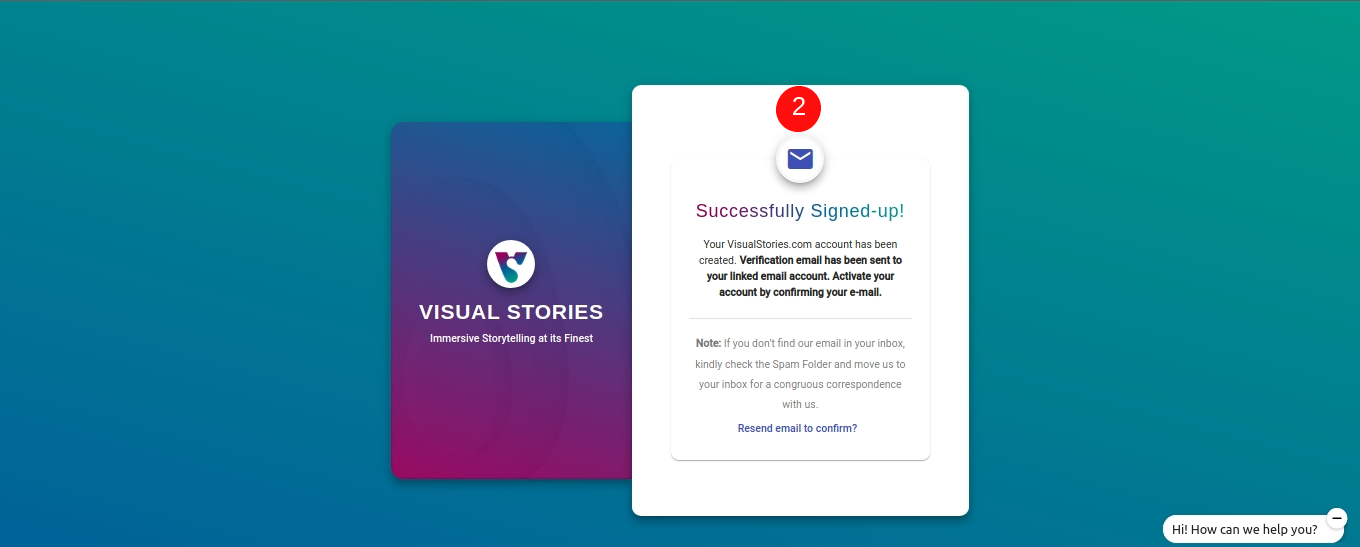 2
VISUAL STORIES
Immersive Storytelling at its Finest
Successfully Signed-up!
Your VisualStories.com account has been
created. Verification email has been sent to
your linked email account. Activate your
account by confirming your e-mail.
Note: If you don't find our email in your inbox,
kindly check the Spam Folder and move us to
your inbox for a congruous correspondence
with us.
Resend email to confirm?
Hi! How can we help you?